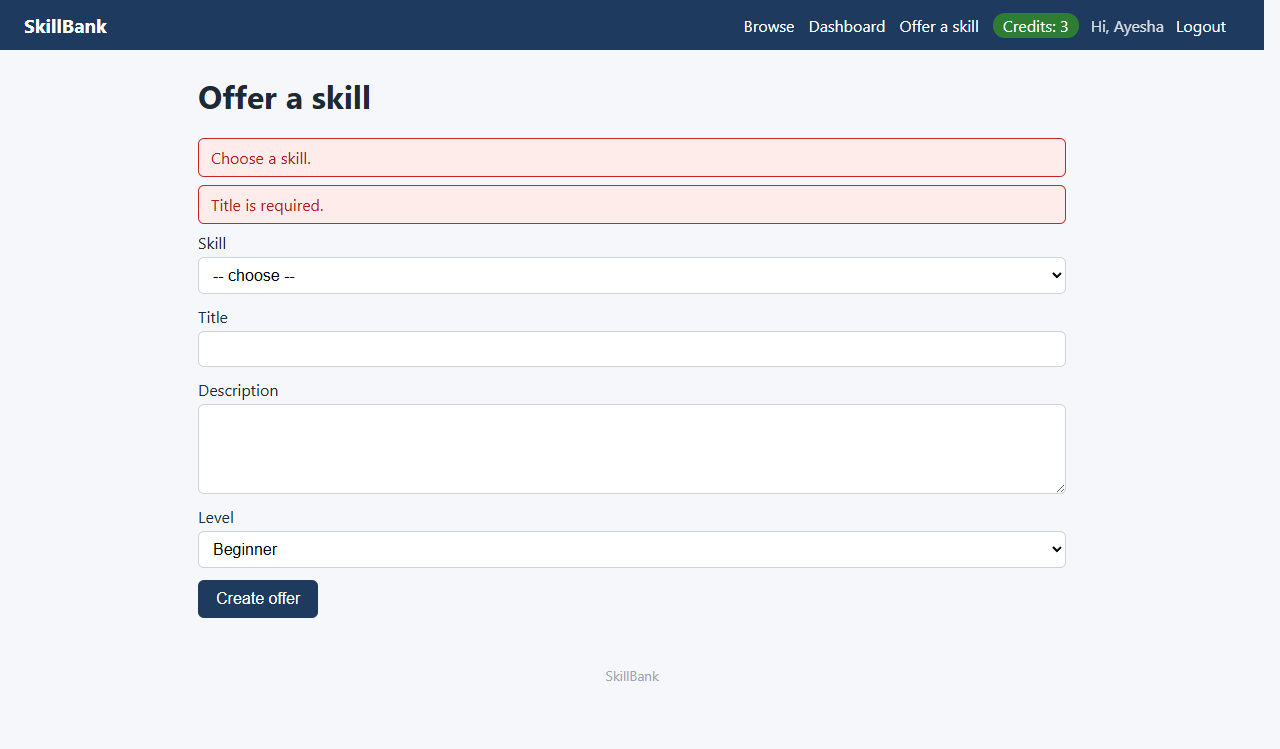 SkillBank
Browse Dashboard Offer a skill Credits: 3 Hi, Ayesha Logout
Offer a skill
Choose a skill.
Title is required.
Skill
-- choose --
Title
Description
Level
Beginner
Create offer
SkillBank